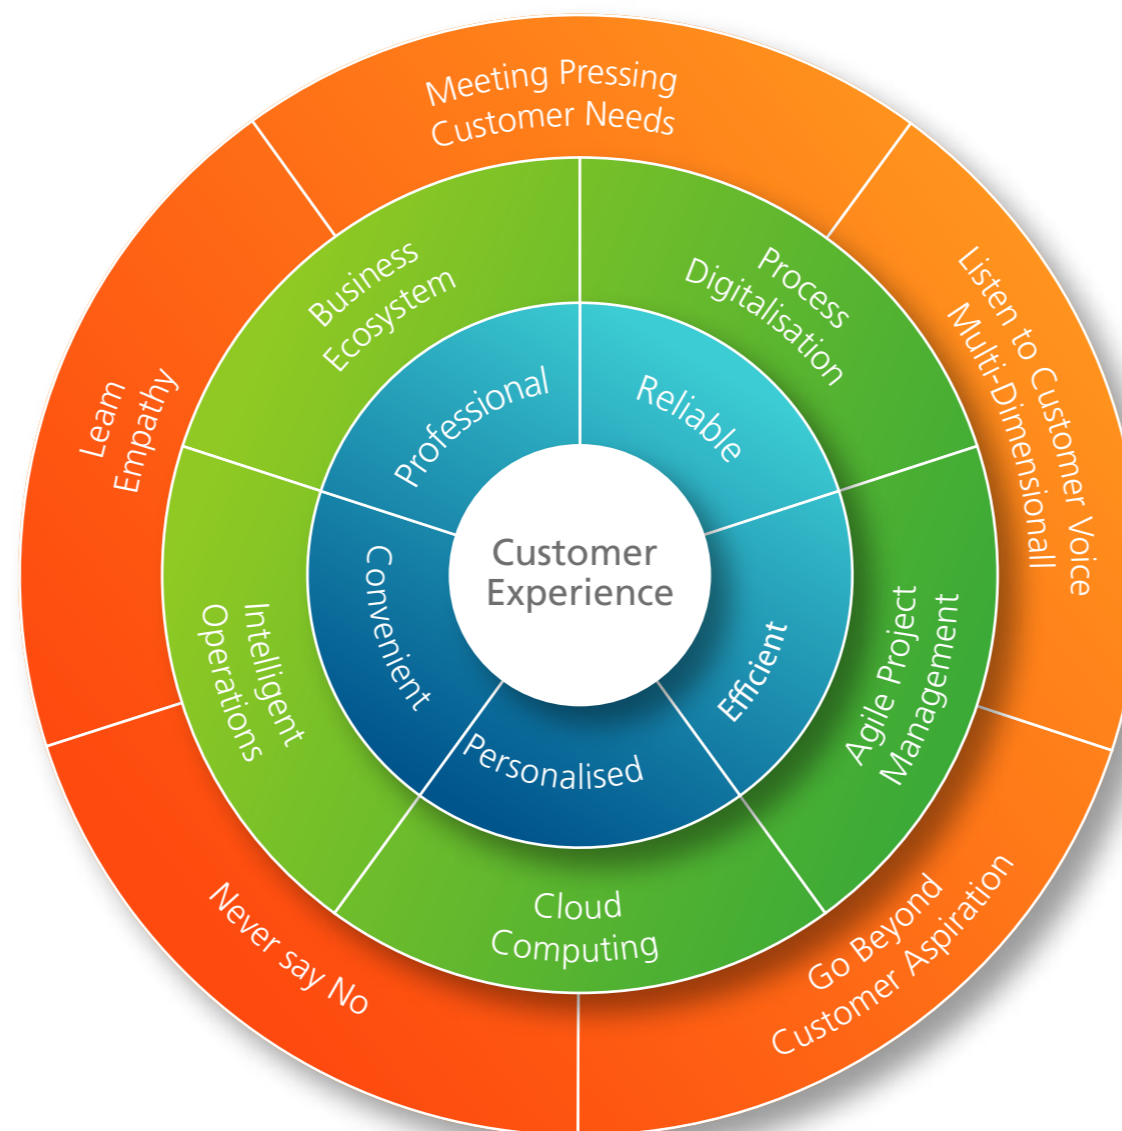 Meeting Pressing
Customer Needs
Listen to Customer Voice
Multi-Dimensionall
Go Beyond
Customer Aspiration
Never say No
Learn
Empathy
Business
Ecosystem
Process
Digitalisation
Agile Project
Management
Cloud
Computing
Intelligent
Operations
Professional
Reliable
Efficient
Personalised
Convenient
Customer
Experience